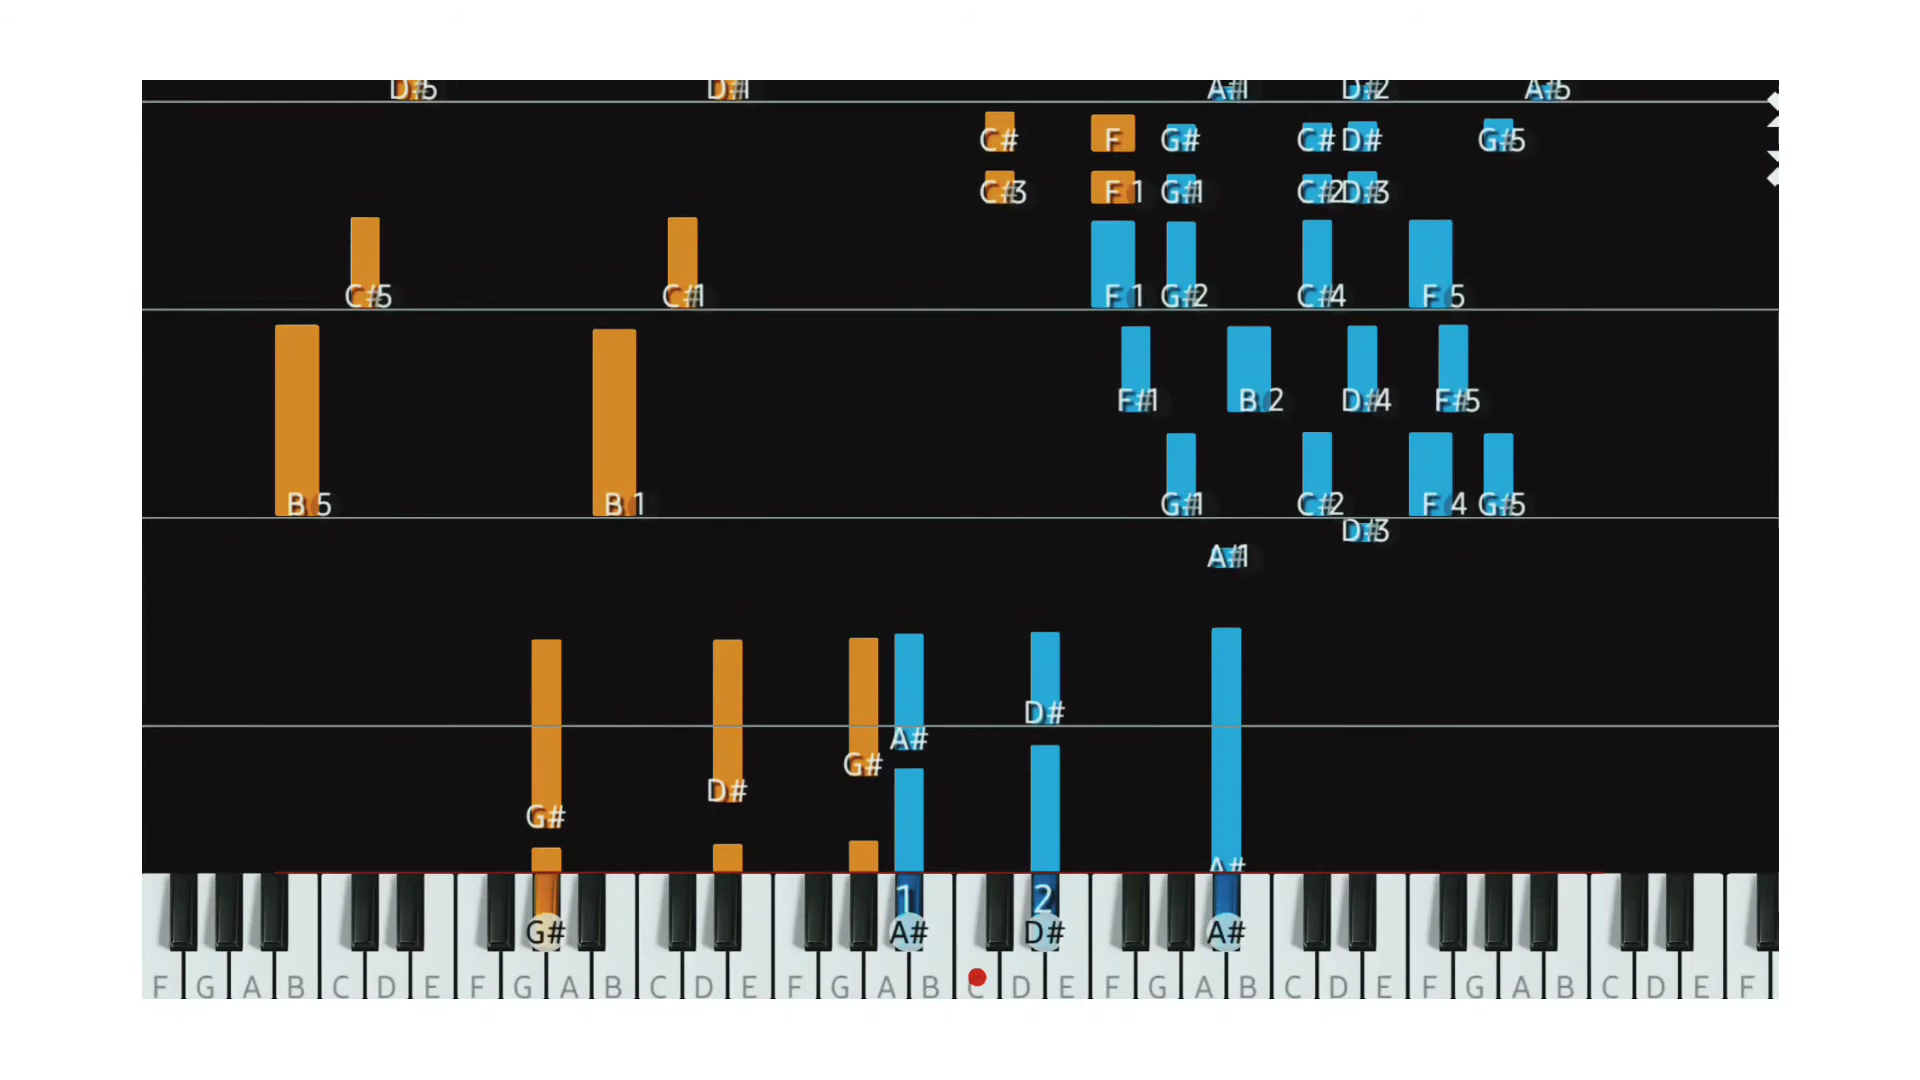 D#5 D#1 A#1 D#2 A#5
C# F G# C# D# G#5
C#3 F 1 G#1 C#2 D#3
C#5 C#1 F 1 G#2 C#4 F 5
F#1 B 2 D#4 F#5
B 5 B 1 G#1 C#2 F 4 G#5
D#3
A#1
D#
A#
G#
D#
G#
A#
1 2
G# A# D# A#
F G A B C D E F G A B C D E F G A B C D E F G A B C D E F G A B C D E F